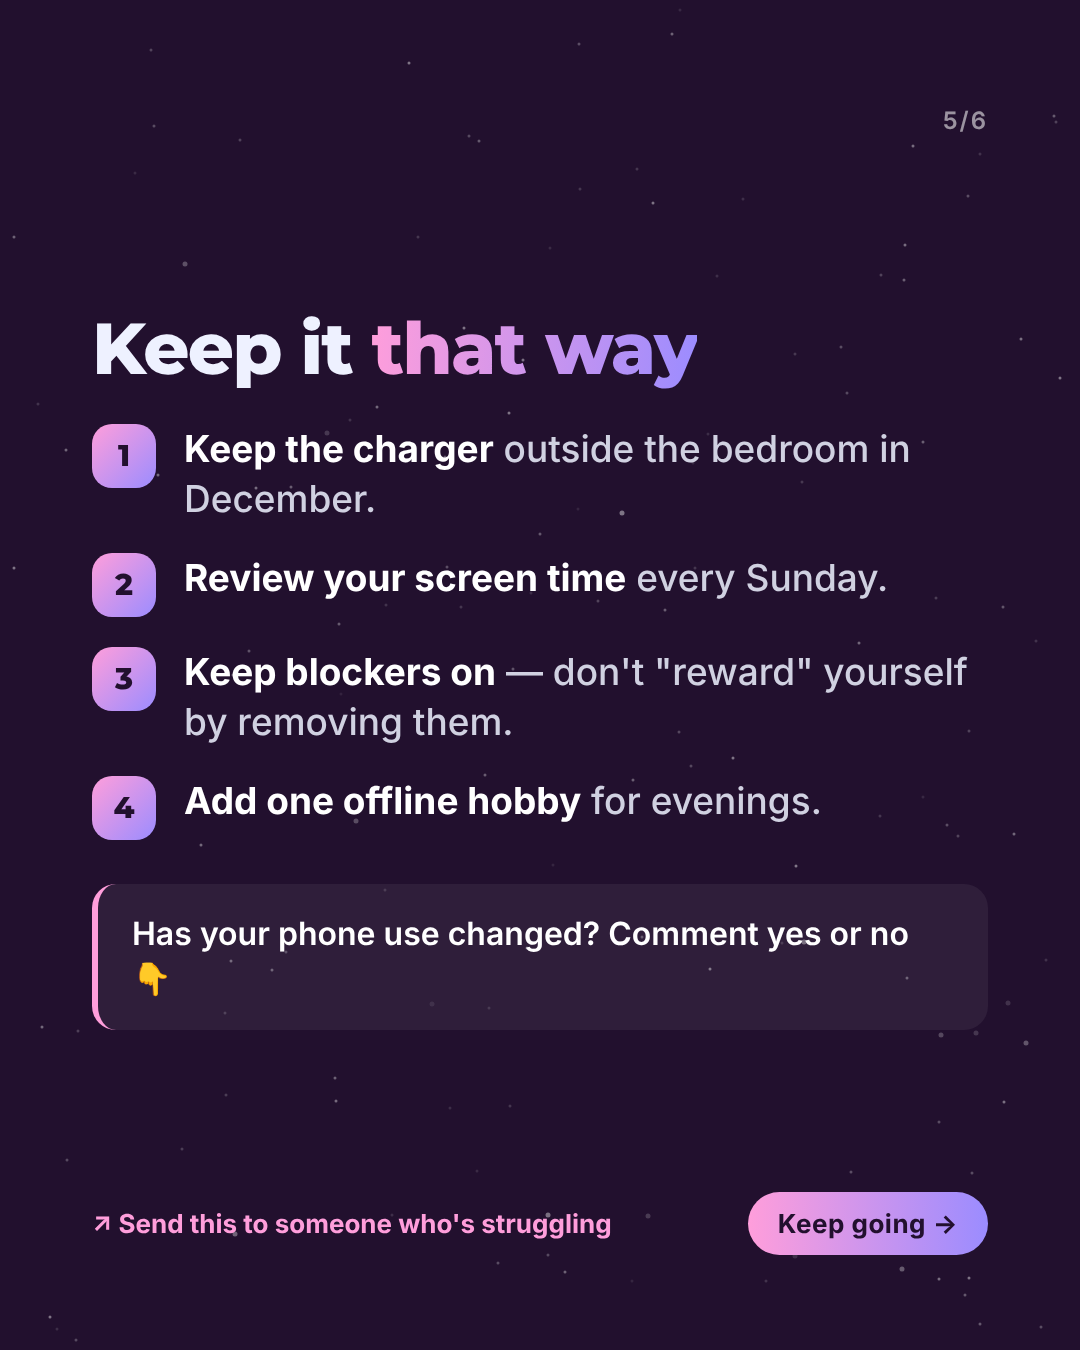 5/6
Keep it that way
1
Keep the charger outside the bedroom in
December.
2
Review your screen time every Sunday.
3
Keep blockers on — don't "reward" yourself
by removing them.
4
Add one offline hobby for evenings.
Has your phone use changed? Comment yes or no
👇
↗ Send this to someone who's struggling
Keep going →